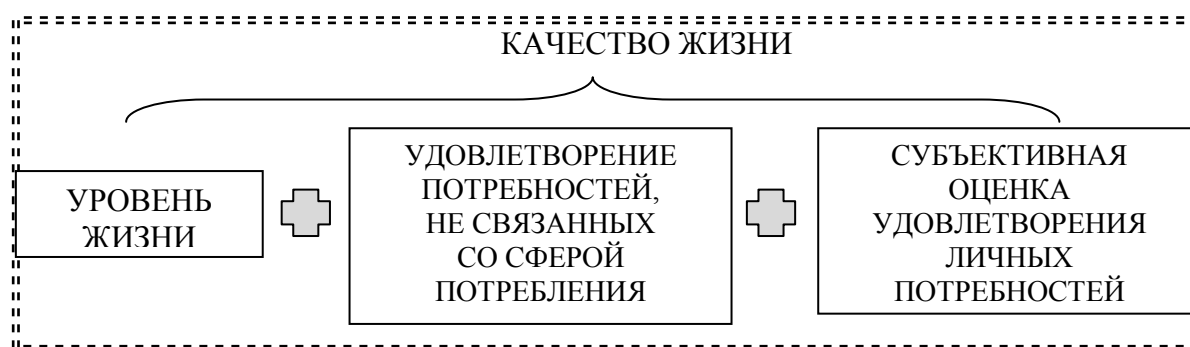 КАЧЕСТВО ЖИЗНИ
УРОВЕНЬ
ЖИЗНИ
УДОВЛЕТВОРЕНИЕ
ПОТРЕБНОСТЕЙ,
НЕ СВЯЗАННЫХ
СО СФЕРОЙ
ПОТРЕБЛЕНИЯ
СУБЪЕКТИВНАЯ
ОЦЕНКА
УДОВЛЕТВОРЕНИЯ
ЛИЧНЫХ
ПОТРЕБНОСТЕЙ